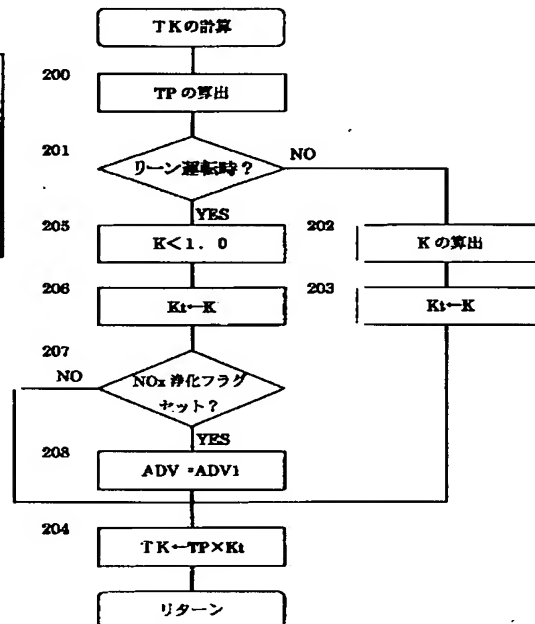 TKの計算
200
TPの算出
201
リーン運転時？
NO
YES
205
K＜1．0
202
Kの算出
206
Kt←K
203
Kt←K
207
NO
NOx浄化フラグ
セット？
YES
208
ADV=ADV1
204
TK←TP×Kt
リターン